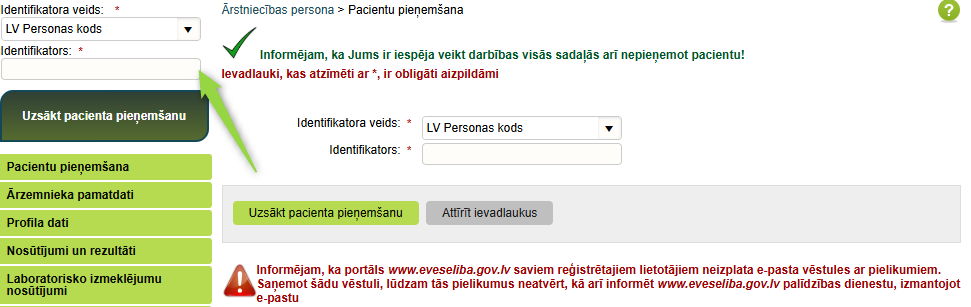 Identifikatora veids: *
LV Personas kods
Identifikators: *
Uzsākt pacienta pieņemšanu
Pacientu pieņemšana
Ārzemnieka pamatdati
Profila dati
Nosūtījumi un rezultāti
Laboratorisko izmeklējumu
nosūtījumi
Ārstniecības persona > Pacientu pieņemšana
?
Informējam, ka Jums ir iespēja veikt darbības visās sadaļās arī nepieņemot pacientu!
Ievadlauki, kas atzīmēti ar *, ir obligāti aizpildāmi
Identifikatora veids: * LV Personas kods
Identifikators: *
Uzsākt pacienta pieņemšanu Attīrīt ievadlaukus
Informējam, ka portāls www.eveseliba.gov.lv saviem reģistrētajiem lietotājiem neizplata e-pasta vēstules ar pielikumiem.
Saņemot šādu vēstuli, lūdzam tās pielikumus neatvērt, kā arī informēt www.eveseliba.gov.lv palīdzības dienestu, izmantojot
e-pastu